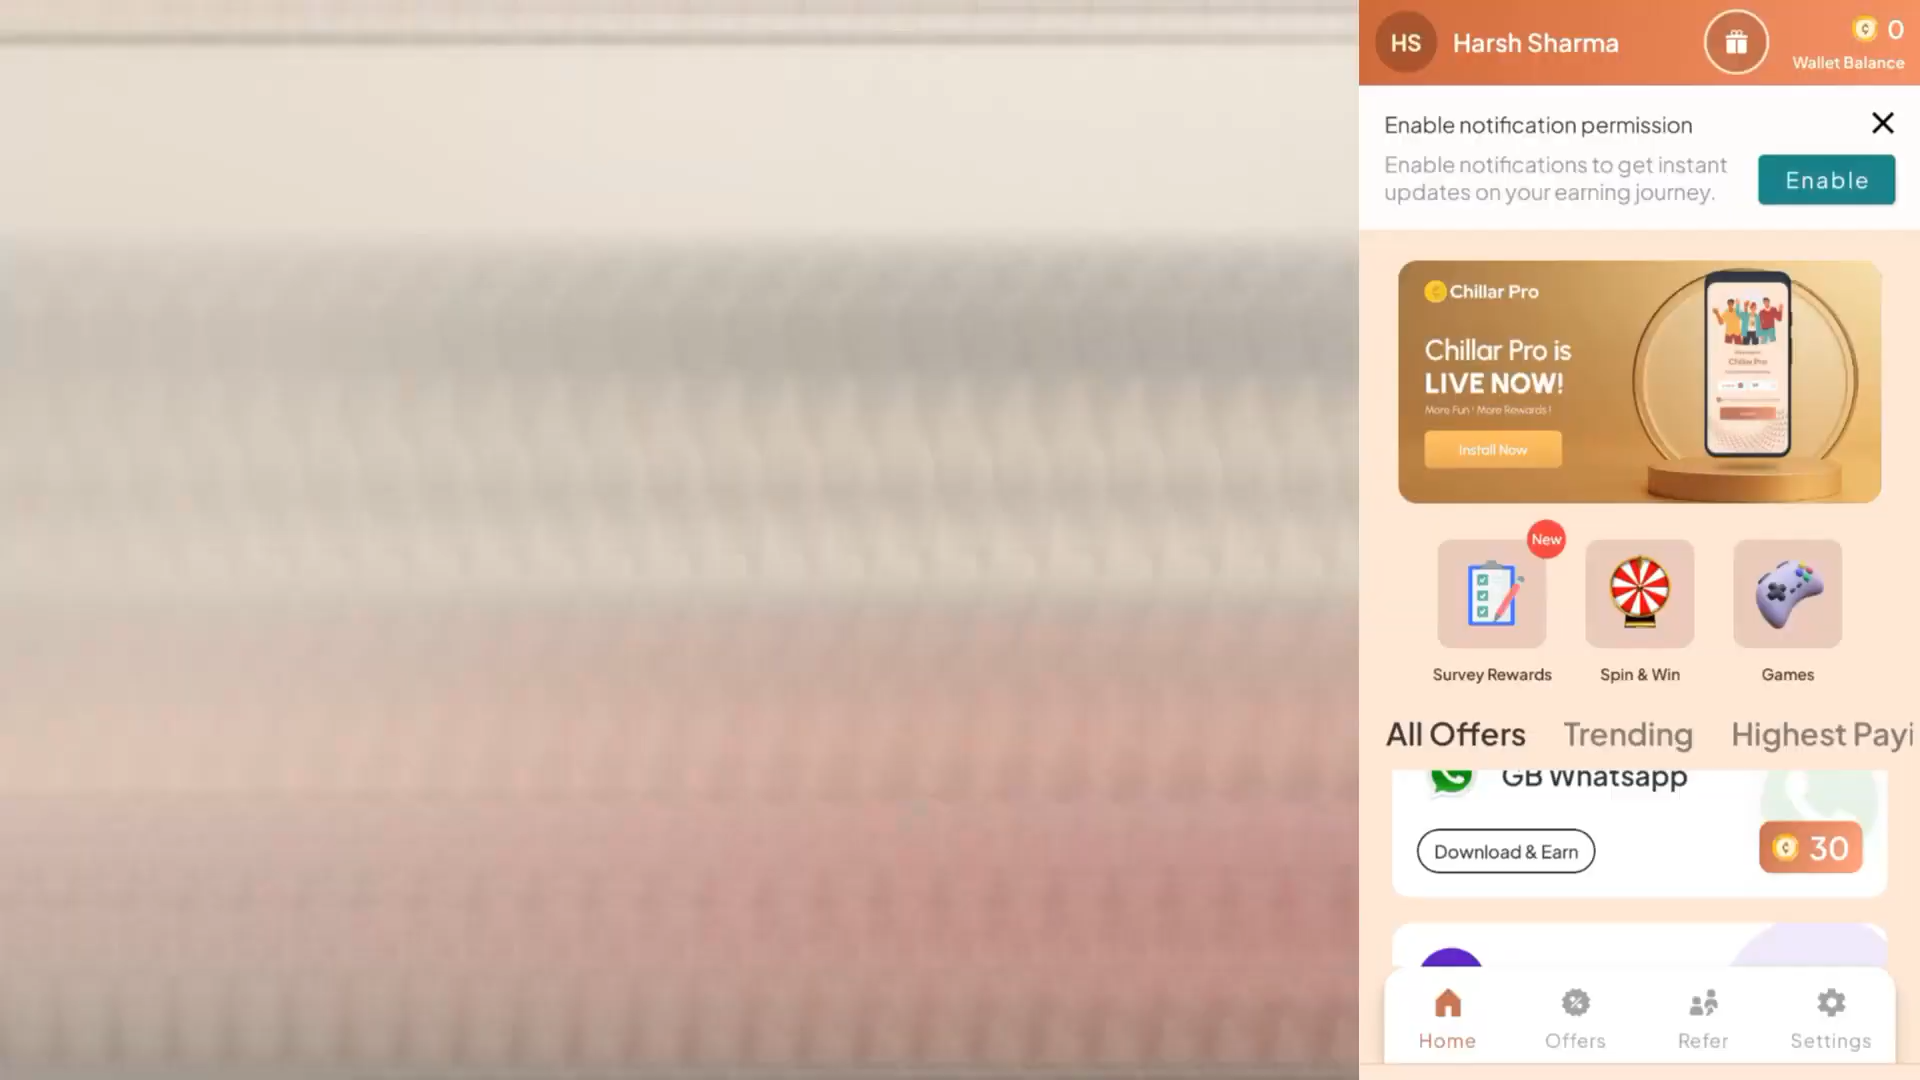 HS
Harsh Sharma
0
Wallet Balance
Enable notification permission
Enable notifications to get instant
updates on your earning journey.
Enable
Chillar Pro
Chillar Pro is
LIVE NOW!
More Fun ! More Rewards !
Install Now
Chillar Pro
New
Survey Rewards
Spin & Win
Games
All Offers
Trending
Highest Payi
GB Whatsapp
Download & Earn
30
Home
Offers
Refer
Settings